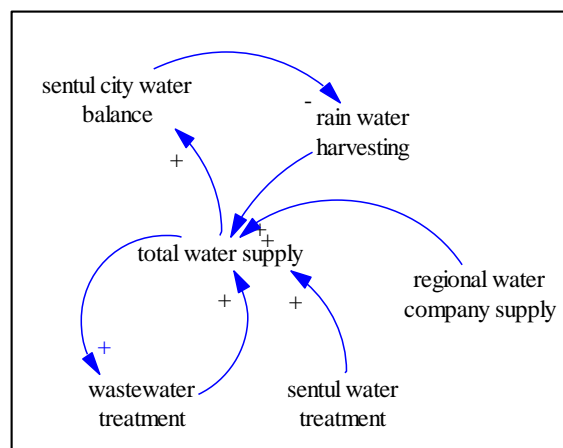 sentul city water
balance
-
rain water
harvesting
+
+
+
total water supply
regional water
company supply
+
+
+
wastewater
treatment
sentul water
treatment